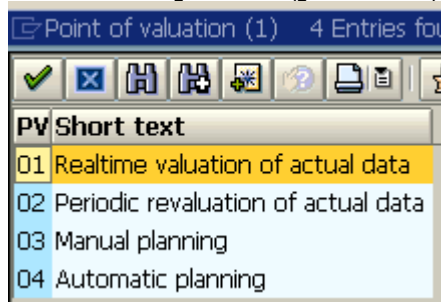 Point of valuation (1) 4 Entries fou
PV Short text
01 Realtime valuation of actual data
02 Periodic revaluation of actual data
03 Manual planning
04 Automatic planning